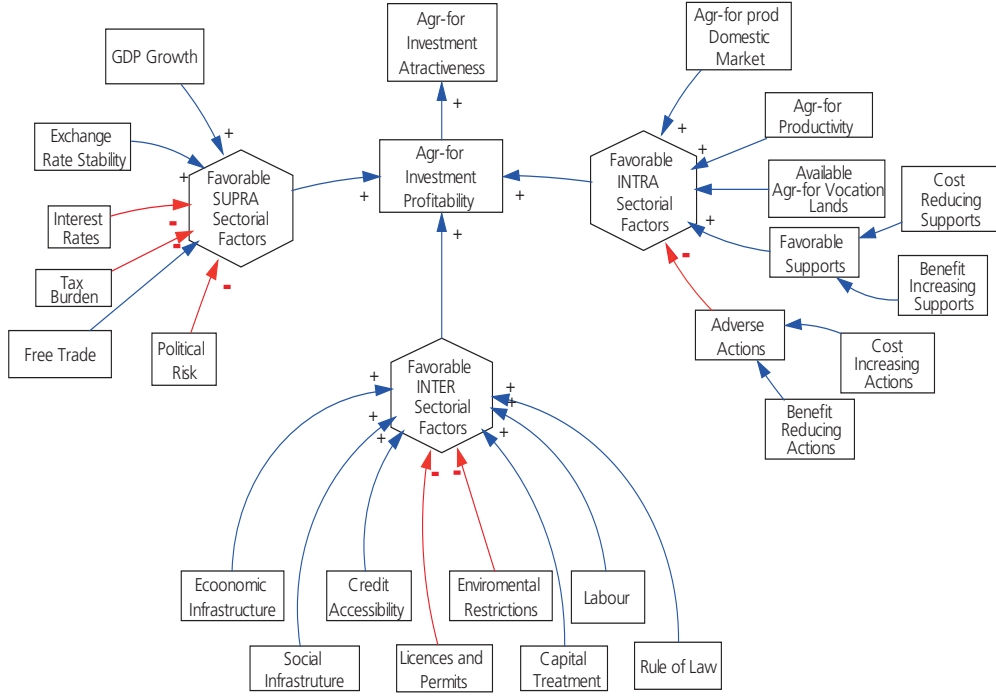 Agr-for
Investment
Atractiveness
+
GDP Growth
+
Exchange
Rate Stability
+
Interest
Rates
-
Tax
Burden
-
Free Trade
Political
Risk
-
Favorable
SUPRA
Sectorial
Factors
+
Agr-for
Investment
Profitability
+
+
Favorable
INTRA
Sectorial
Factors
Agr-for prod
Domestic
Market
+
Agr-for
Productivity
+
Available
Agr-for Vocation
Lands
+
Favorable
Supports
Cost
Reducing
Supports
Benefit
Increasing
Supports
-
Adverse
Actions
Cost
Increasing Actions
Benefit
Reducing
Actions
Favorable
INTER
Sectorial
Factors
+
+
+
-
-
+
+
+
Ecoonomic
Infrastructure
Social
Infrastruture
Credit
Accessibility
Licences and
Permits
Enviromental
Restrictions
Capital
Treatment
Labour
Rule of Law